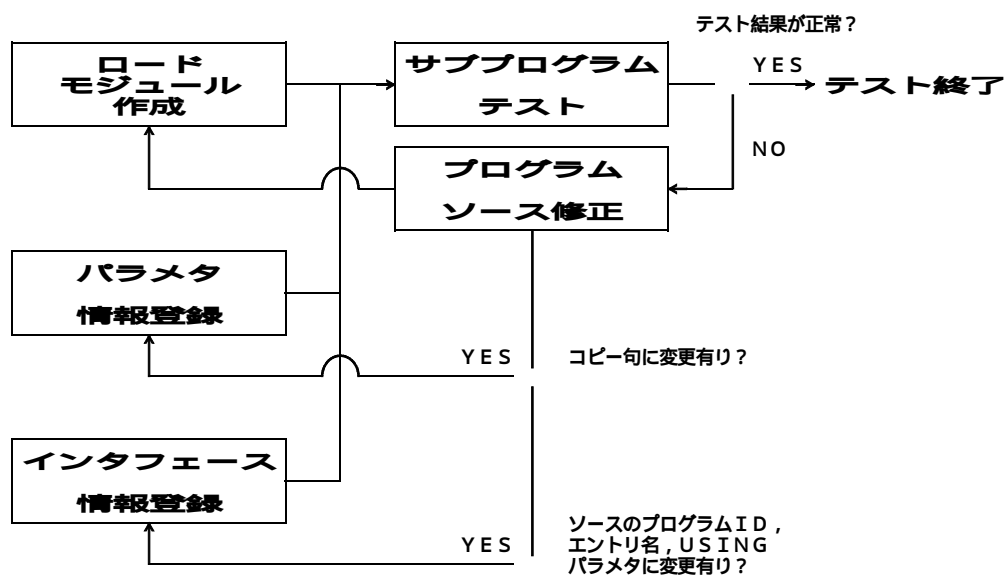 テスト結果が正常？
ロード
モジュール
作成
サブプログラム
テスト
ＹＥＳ
テスト終了
ＮＯ
プログラム
ソース修正
パラメタ
情報登録
ＹＥＳ
コピー句に変更有り？
インタフェース
情報登録
ＹＥＳ
ソースのプログラムＩＤ，
エントリ名，ＵＳＩＮＧ
パラメタに変更有り？